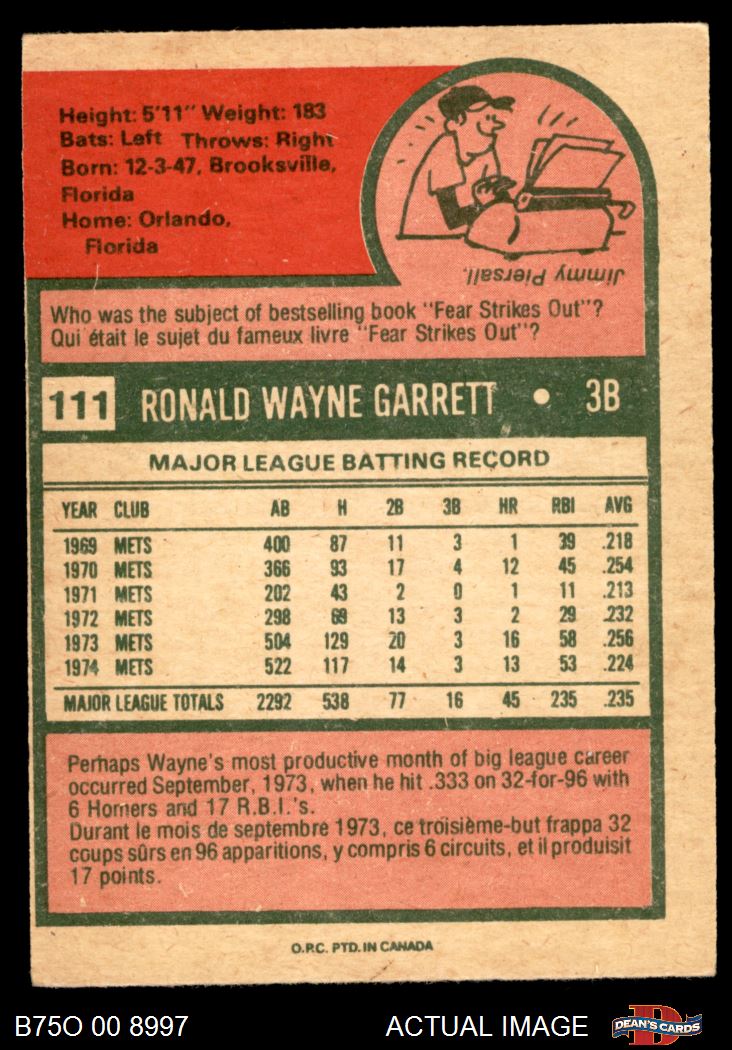 Height: 5'11" Weight: 183
Bats: Left Throws: Right
Born: 12-3-47, Brooksville,
Florida
Home: Orlando,
Florida
Jimmy Piersall.
Who was the subject of bestselling book "Fear Strikes Out"?
Qui était le sujet du fameux livre "Fear Strikes Out"?
111 RONALD WAYNE GARRETT • 3B
MAJOR LEAGUE BATTING RECORD
YEAR CLUB AB H 2B 3B HR RBI AVG
1969 METS 400 87 11 3 1 39 .218
1970 METS 366 93 17 4 12 45 .254
1971 METS 202 43 2 0 1 11 .213
1972 METS 298 69 13 3 2 29 .232
1973 METS 504 129 20 3 16 58 .256
1974 METS 522 117 14 3 13 53 .224
MAJOR LEAGUE TOTALS 2292 538 77 16 45 235 .235
Perhaps Wayne's most productive month of big league career
occurred September, 1973, when he hit .333 on 32-for-96 with
6 Homers and 17 R.B.I.'s.
Durant le mois de septembre 1973, ce troisième-but frappa 32
coups sûrs en 96 apparitions, y compris 6 circuits, et il produisit
17 points.
O.P.C. PTD. IN CANADA
B75O 00 8997 ACTUAL IMAGE DEAN'S CARDS